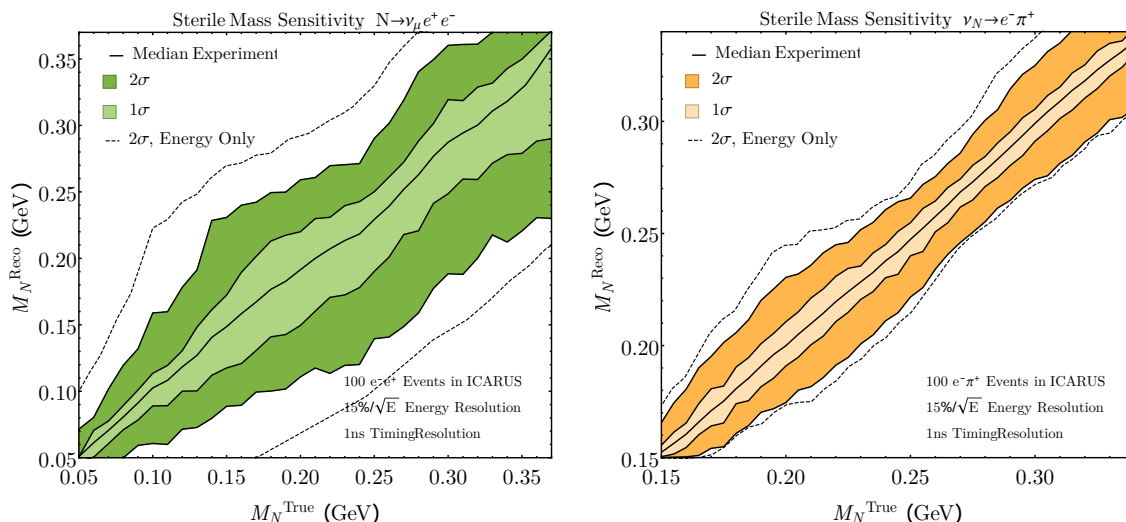 Sterile Mass Sensitivity N→ν_μ e⁺ e⁻
Median Experiment
2σ
1σ
2σ, Energy Only
100 e⁻e⁺ Events in ICARUS
15%/√E Energy Resolution
1ns TimingResolution
0.35
0.30
0.25
0.20
0.15
0.10
0.05
M_N^Reco (GeV)
0.05 0.10 0.15 0.20 0.25 0.30 0.35
M_N^True (GeV)
Sterile Mass Sensitivity ν_N→e⁻π⁺
Median Experiment
2σ
1σ
2σ, Energy Only
100 e⁻π⁺ Events in ICARUS
15%/√E Energy Resolution
1ns TimingResolution
0.30
0.25
0.20
0.15
M_N^Reco (GeV)
0.15 0.20 0.25 0.30
M_N^True (GeV)